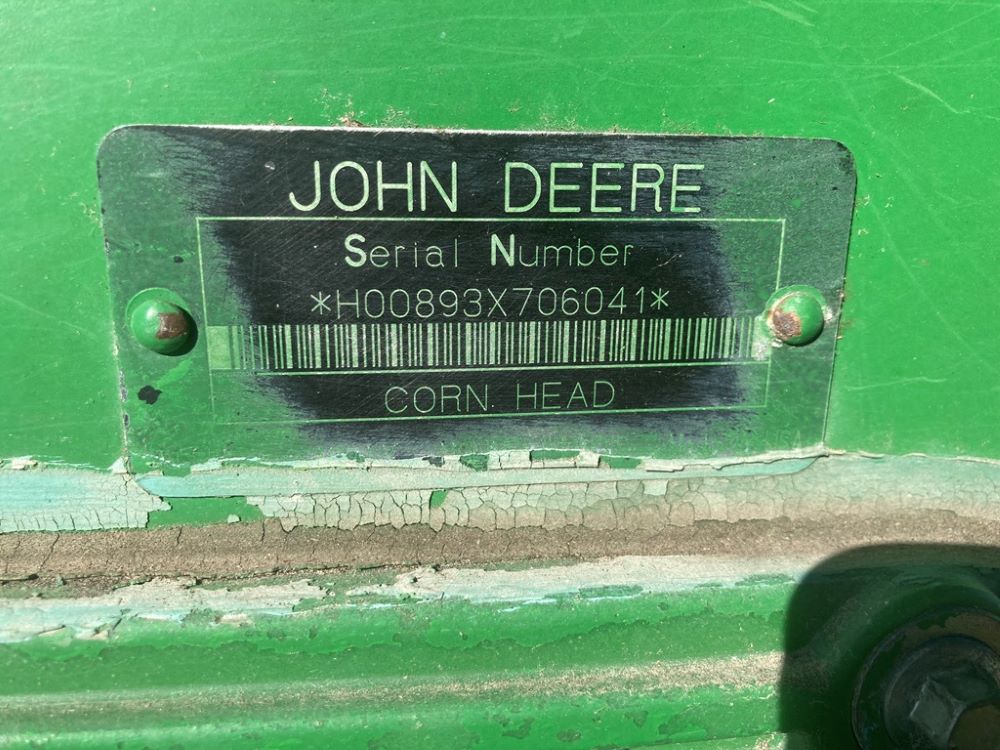 JOHN DEERE
Serial Number
*H00893X706041*
CORN HEAD